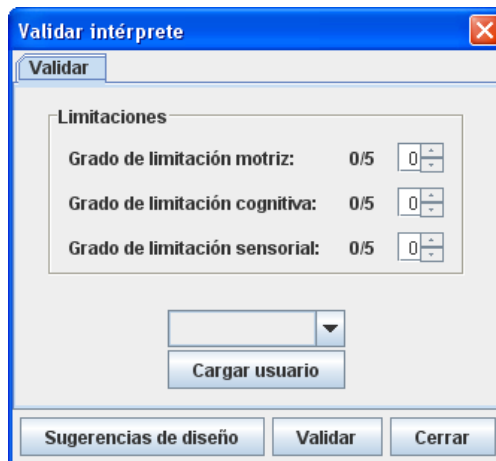 Validar intérprete
Validar
Limitaciones
Grado de limitación motriz: 0/5 0
Grado de limitación cognitiva: 0/5 0
Grado de limitación sensorial: 0/5 0
Cargar usuario
Sugerencias de diseño Validar Cerrar